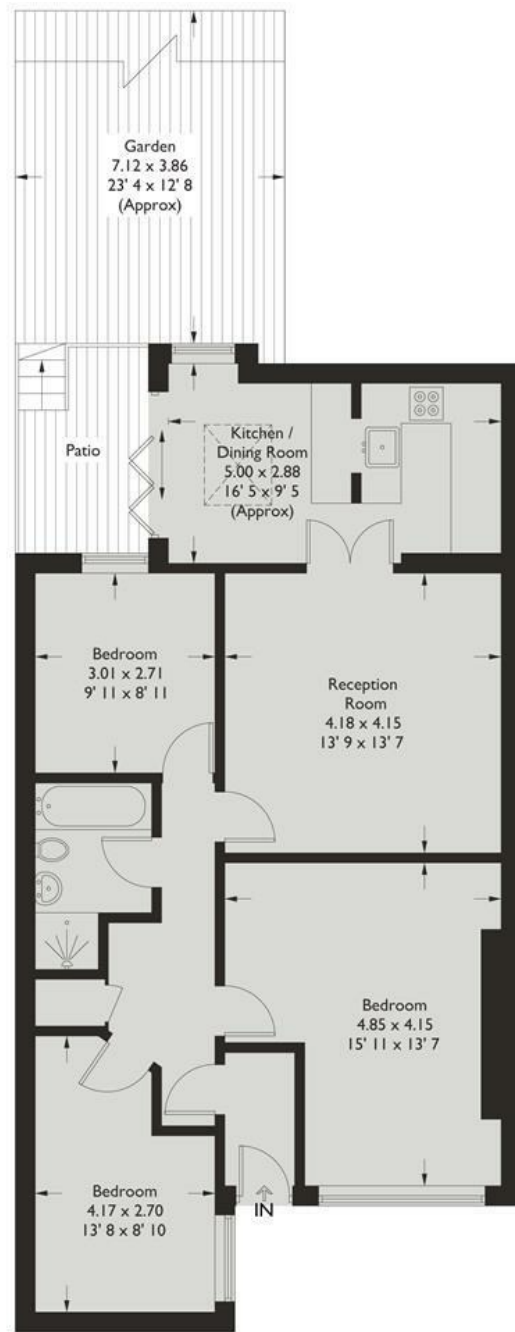 Garden
7.12 x 3.86
23' 4 x 12' 8
(Approx)
Patio
Kitchen /
Dining Room
5.00 x 2.88
16' 5 x 9' 5
(Approx)
Bedroom
3.01 x 2.71
9' 11 x 8' 11
Reception
Room
4.18 x 4.15
13' 9 x 13' 7
Bedroom
4.85 x 4.15
15' 11 x 13' 7
Bedroom
4.17 x 2.70
13' 8 x 8' 10
IN